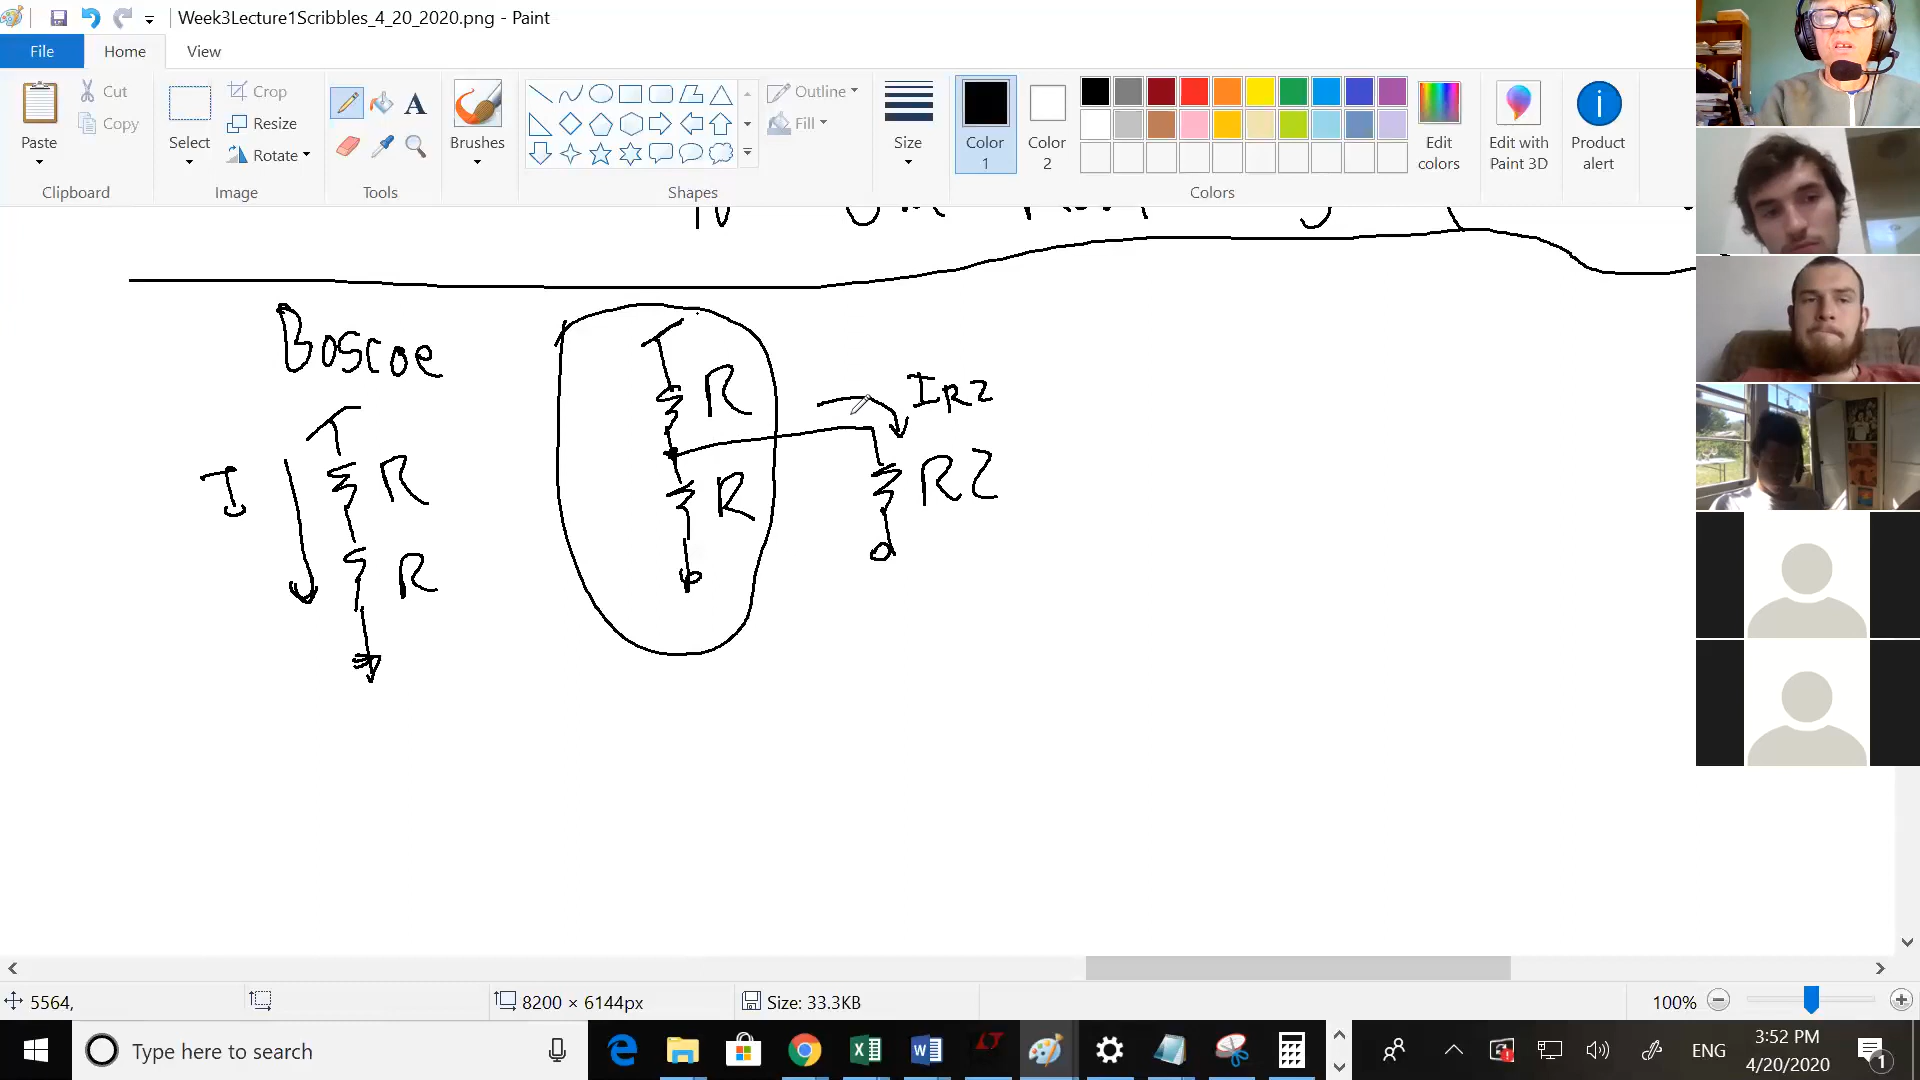 Week3Lecture1Scribbles_4_20_2020.png - Paint
File Home View
Paste
Cut
Copy
Clipboard
Select
Crop
Resize
Rotate
Image
A
Tools
Brushes
Shapes
Outline
Fill
Size
Color 1
Color 2
Colors
Edit colors
Edit with Paint 3D
Product alert
Boscoe
R
IR2
I
R
R
R2
R
5564,
8200 × 6144px
Size: 33.3KB
100%
Type here to search
ENG
3:52 PM
4/20/2020
1